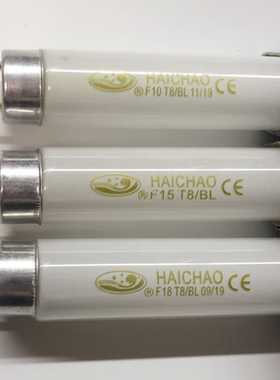 HAICHAO CE
® F10 T8/BL 11/19
HAICHAO CE
® F15 T8/BL
HAICHAO CE
® F18 T8/BL 09/19